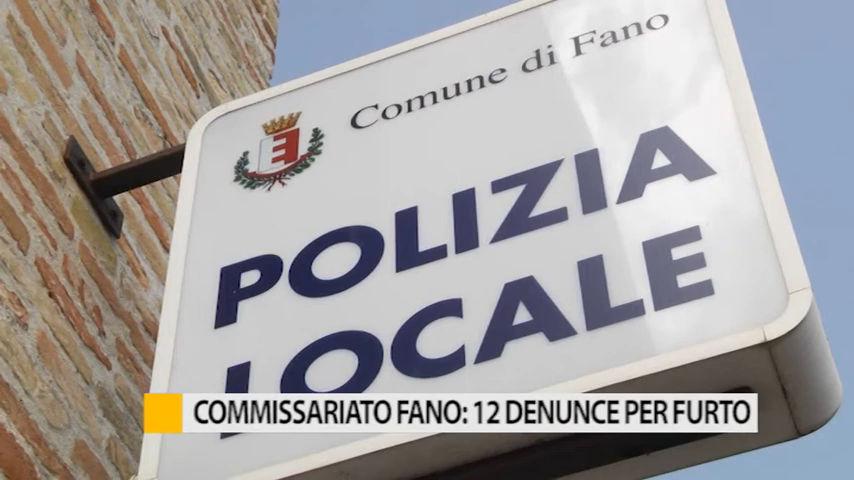 Comune di Fano
POLIZIA
LOCALE
COMMISSARIATO FANO: 12 DENUNCE PER FURTO